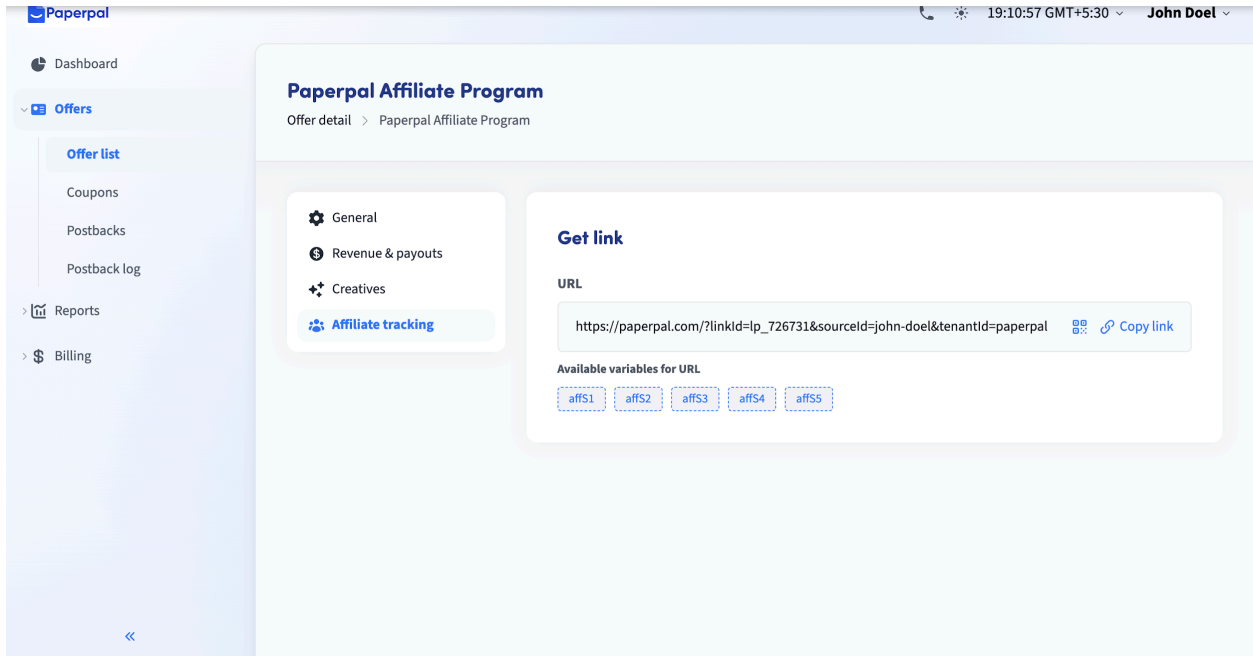 Paperpal
19:10:57 GMT+5:30
John Doel
Dashboard
Offers
Offer list
Coupons
Postbacks
Postback log
Reports
Billing
Paperpal Affiliate Program
Offer detail > Paperpal Affiliate Program
General
Revenue & payouts
Creatives
Affiliate tracking
Get link
URL
https://paperpal.com/?linkId=lp_726731&sourceId=john-doel&tenantId=paperpal
Copy link
Available variables for URL
affS1 affS2 affS3 affS4 affS5